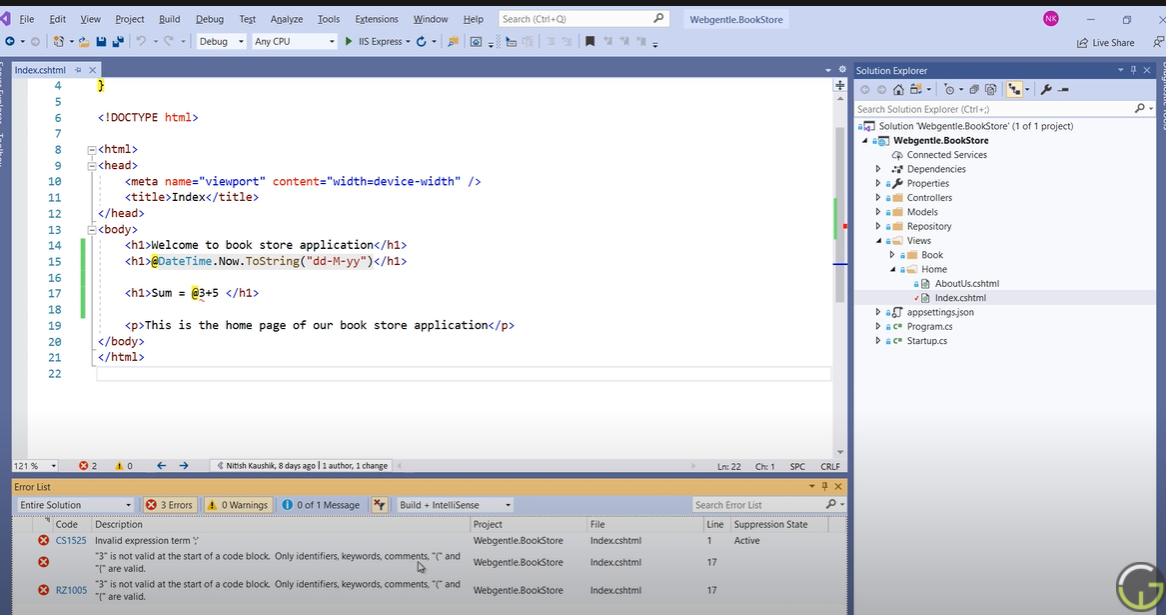 File Edit View Project Build Debug Test Analyze Tools Extensions Window Help Search (Ctrl+Q) Webgentle.BookStore NK
Debug Any CPU IIS Express Live Share
Index.cshtml
4 }
5
6 <!DOCTYPE html>
7
8 <html>
9 <head>
10 <meta name="viewport" content="width=device-width" />
11 <title>Index</title>
12 </head>
13 <body>
14 <h1>Welcome to book store application</h1>
15 <h1>@DateTime.Now.ToString("dd-M-yy")</h1>
16
17 <h1>Sum = @3+5 </h1>
18
19 <p>This is the home page of our book store application</p>
20 </body>
21 </html>
22
121 % 2 0 Nitish Kaushik, 8 days ago | 1 author, 1 change Ln: 22 Ch: 1 SPC CRLF
Solution Explorer
Search Solution Explorer (Ctrl+;)
Solution 'Webgentle.BookStore' (1 of 1 project)
Webgentle.BookStore
Connected Services
Dependencies
Properties
Controllers
Models
Repository
Views
Book
Home
AboutUs.cshtml
Index.cshtml
appsettings.json
C# Program.cs
C# Startup.cs
Error List
Entire Solution 3 Errors 0 Warnings 0 of 1 Message Build + IntelliSense Search Error List
Code Description Project File Line Suppression State
CS1525 Invalid expression term ';' Webgentle.BookStore Index.cshtml 1 Active
"3" is not valid at the start of a code block. Only identifiers, keywords, comments, "(" and
"{" are valid. Webgentle.BookStore Index.cshtml 17
RZ1005 "3" is not valid at the start of a code block. Only identifiers, keywords, comments, "(" and
"{" are valid. Webgentle.BookStore Index.cshtml 17